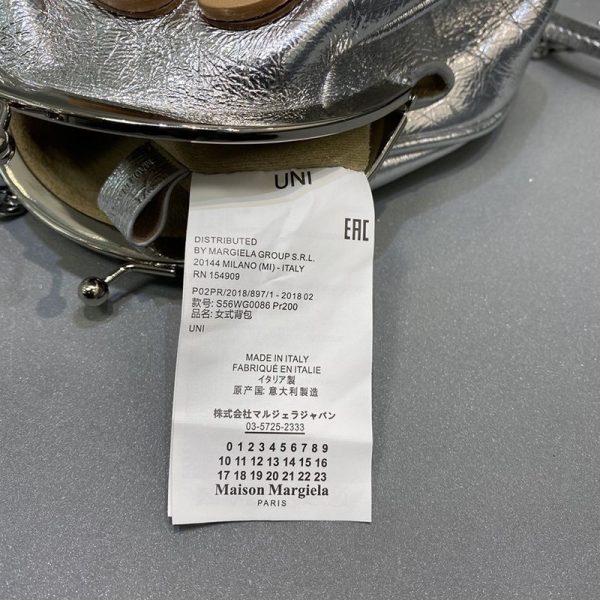 UNI
EAC
DISTRIBUTED
BY MARGIELA GROUP S.R.L.
20144 MILANO (MI) - ITALY
RN 154909
P02PR/2018/897/1 - 2018 02
款号: S56WG0086 Pr200
品名: 女式背包
UNI
MADE IN ITALY
FABRIQUÉ EN ITALIE
イタリア製
原产国: 意大利製造
株式会社マルジェラジャパン
03-5725-2333
0 1 2 3 4 5 6 7 8 9
10 11 12 13 14 15 16
17 18 19 20 21 22 23
Maison Margiela
PARIS